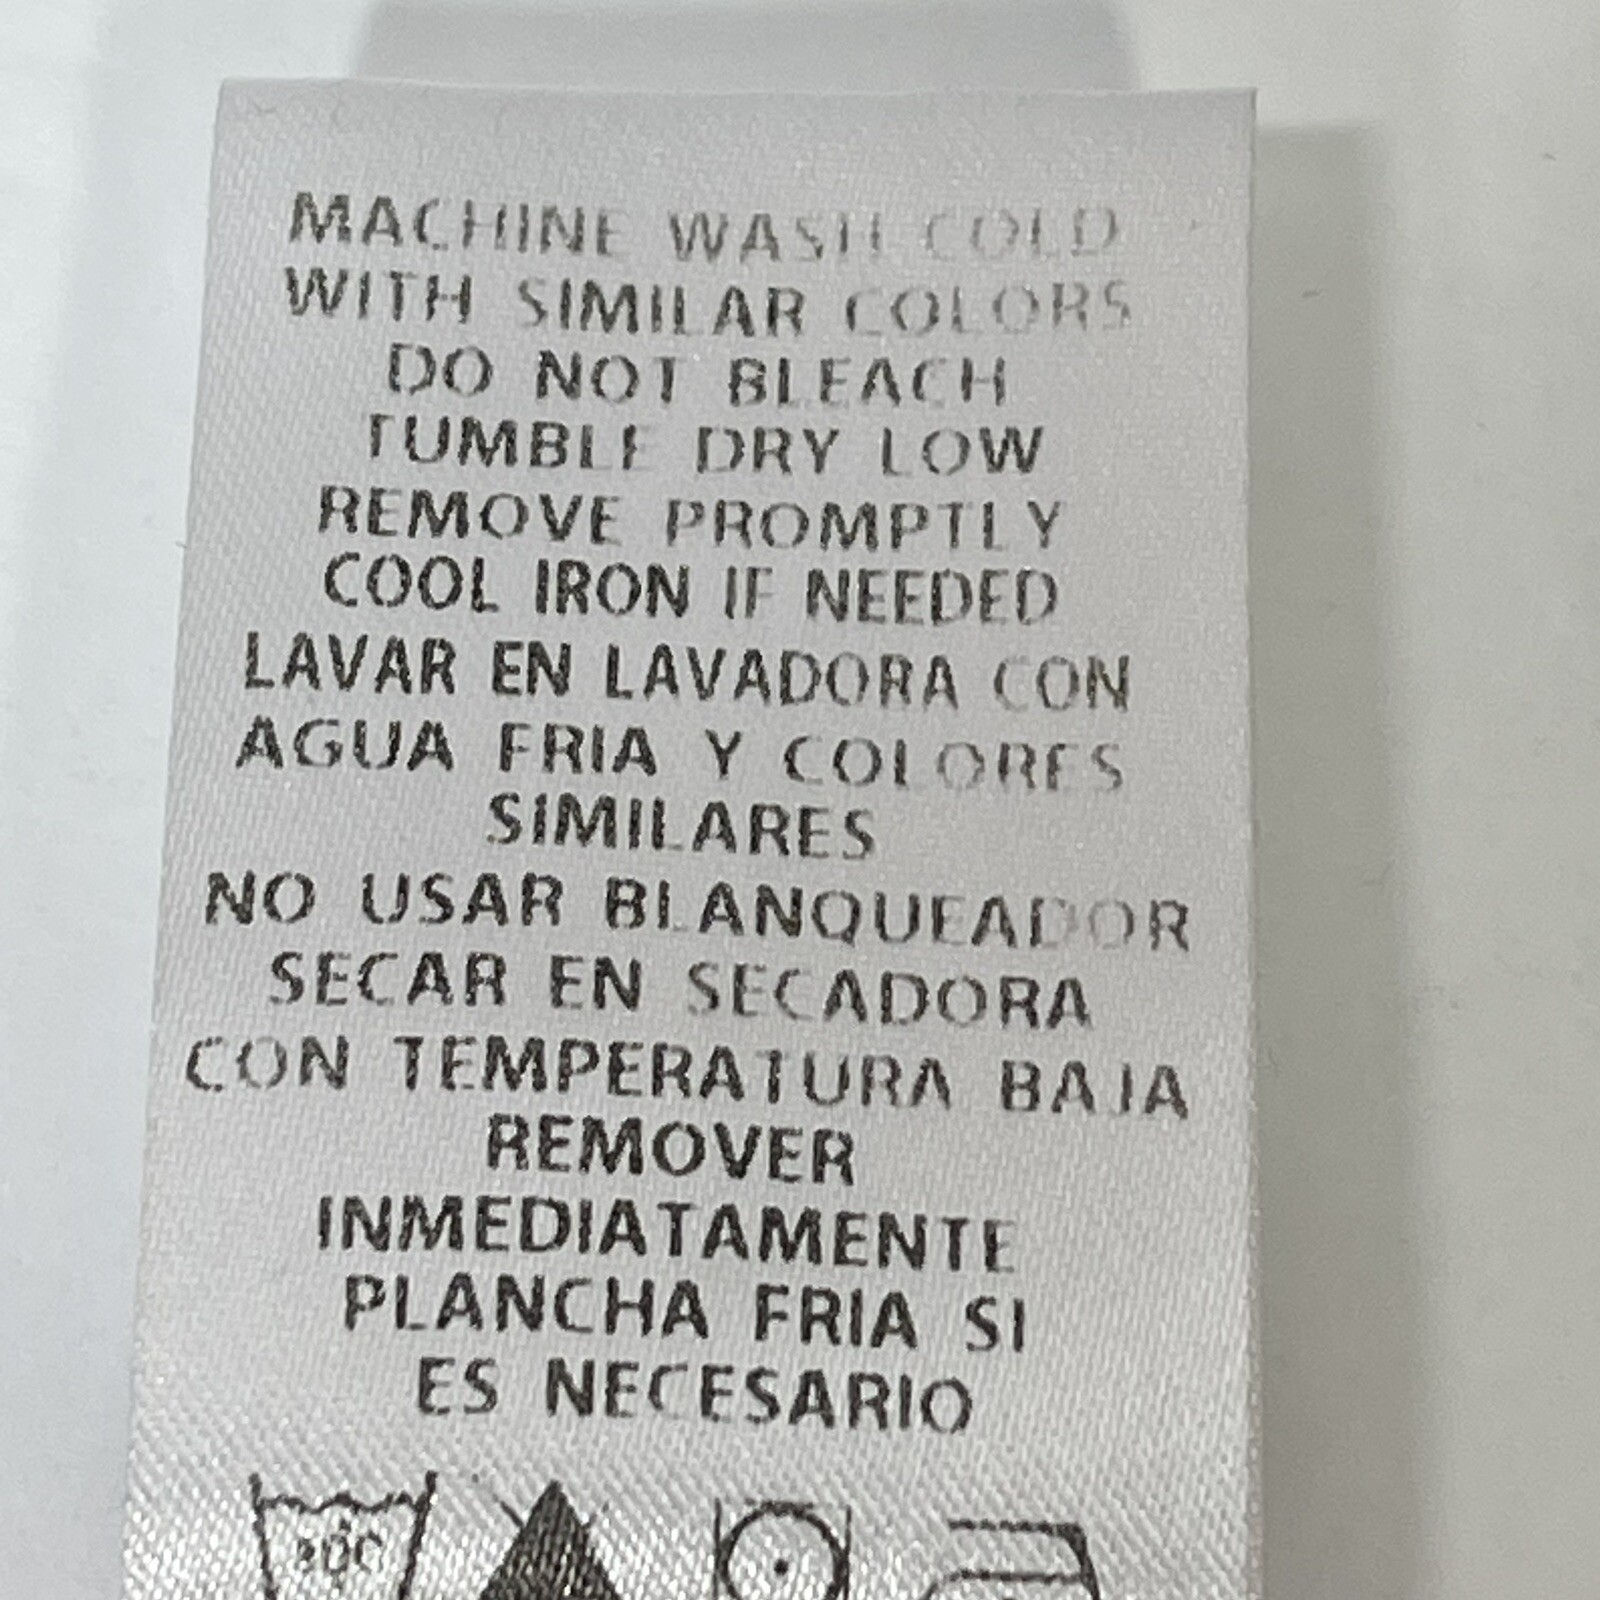 MACHINE WASH COLD
WITH SIMILAR COLORS
DO NOT BLEACH
TUMBLE DRY LOW
REMOVE PROMPTLY
COOL IRON IF NEEDED
LAVAR EN LAVADORA CON
AGUA FRIA Y COLORES
SIMILARES
NO USAR BLANQUEADOR
SECAR EN SECADORA
CON TEMPERATURA BAJA
REMOVER
INMEDIATAMENTE
PLANCHA FRIA SI
ES NECESARIO
30C